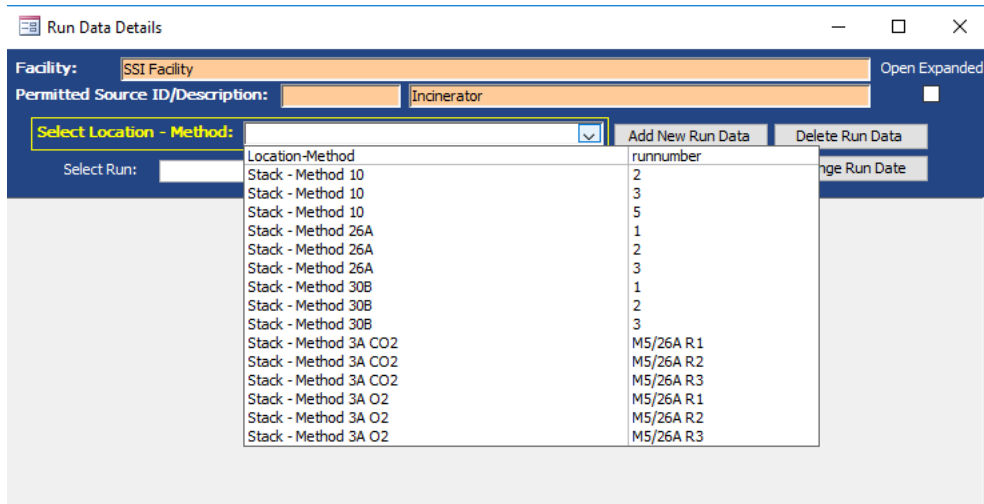 Run Data Details
Facility: SSI Facility Open Expanded
Permitted Source ID/Description: Incinerator
Select Location - Method: Add New Run Data Delete Run Data
Location-Method runnumber
Select Run: nge Run Date
Stack - Method 10 2
Stack - Method 10 3
Stack - Method 10 5
Stack - Method 26A 1
Stack - Method 26A 2
Stack - Method 26A 3
Stack - Method 30B 1
Stack - Method 30B 2
Stack - Method 30B 3
Stack - Method 3A CO2 M5/26A R1
Stack - Method 3A CO2 M5/26A R2
Stack - Method 3A CO2 M5/26A R3
Stack - Method 3A O2 M5/26A R1
Stack - Method 3A O2 M5/26A R2
Stack - Method 3A O2 M5/26A R3